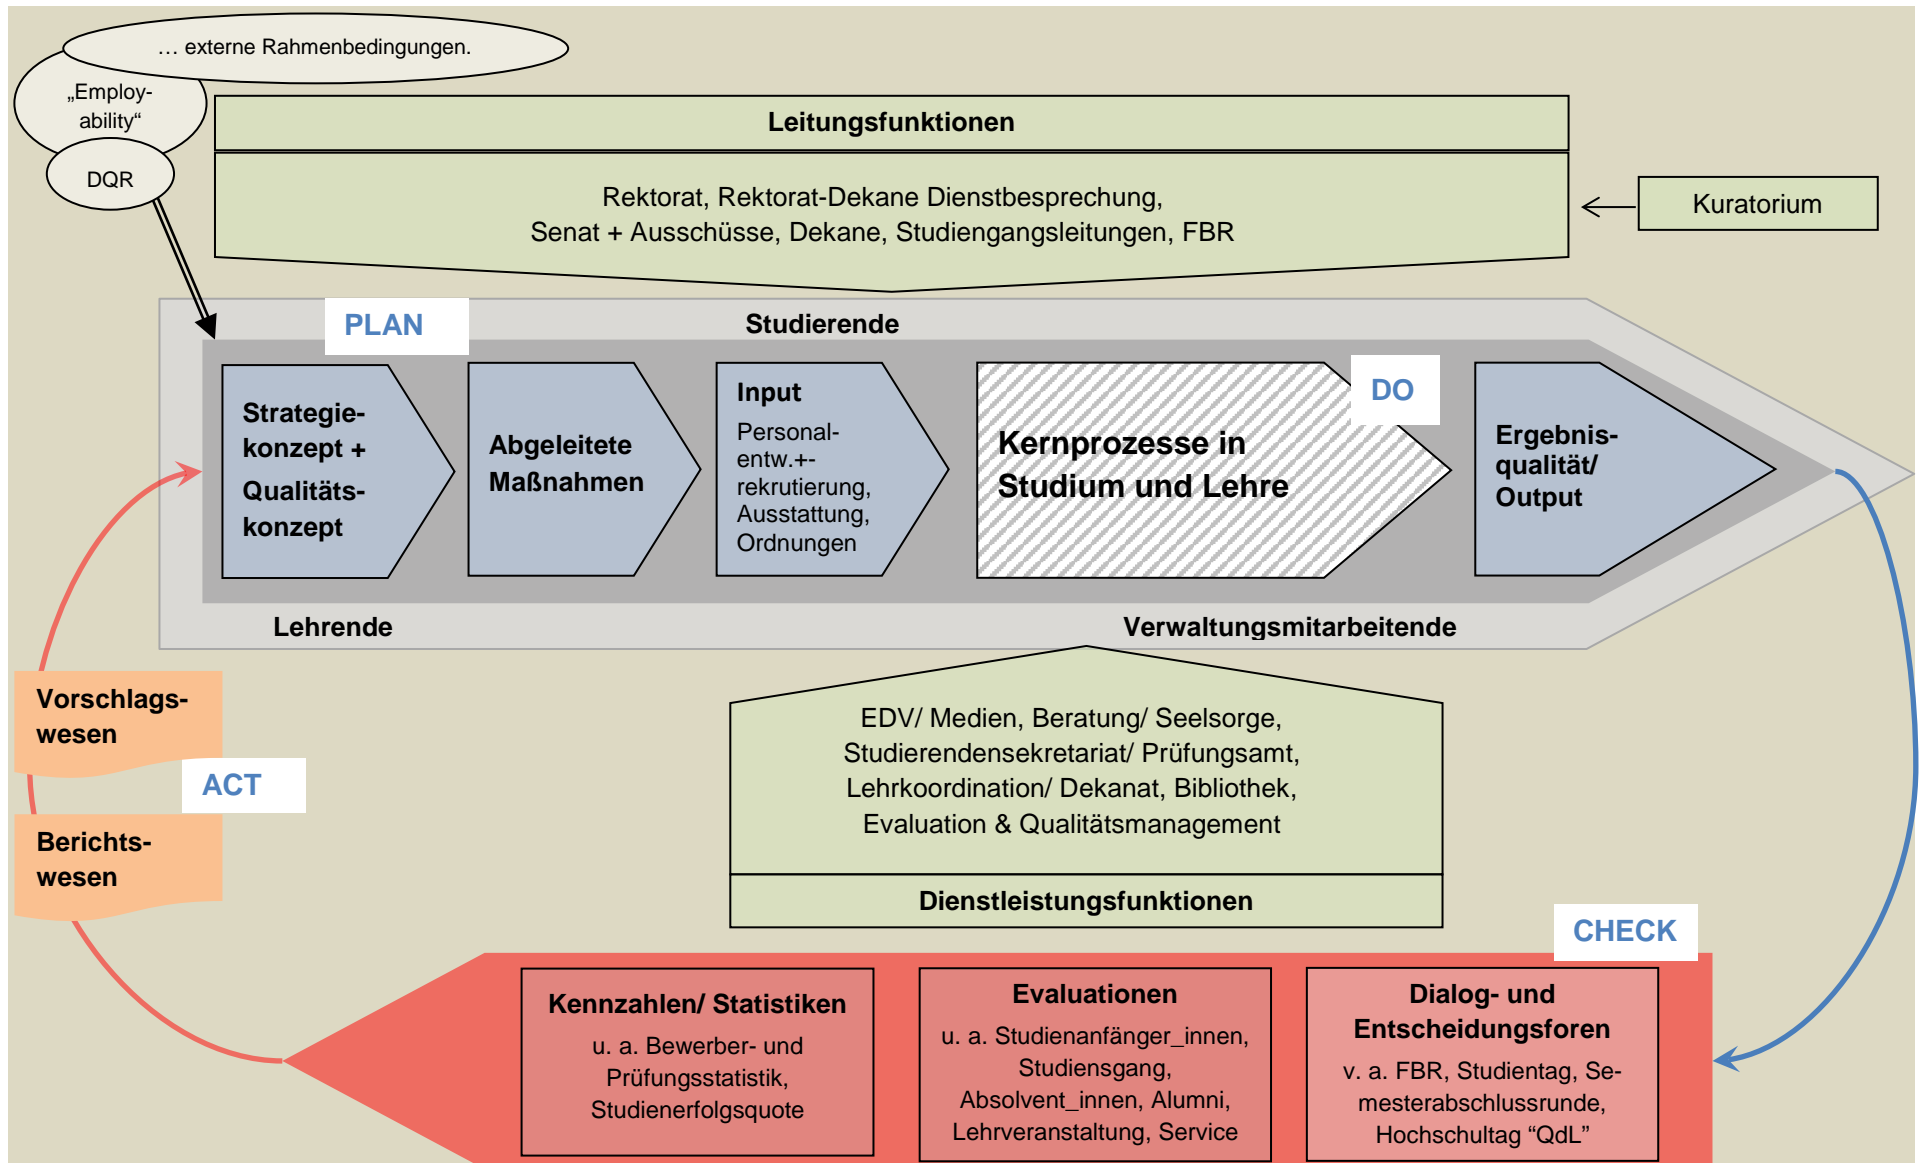 … externe Rahmenbedingungen.
„Employ-
ability“
DQR
Leitungsfunktionen
Rektorat, Rektorat-Dekane Dienstbesprechung,
Senat + Ausschüsse, Dekane, Studiengangsleitungen, FBR
Kuratorium
PLAN
Studierende
DO
Strategie-
konzept +
Qualitäts-
konzept
Abgeleitete
Maßnahmen
Input
Personal-
entw.+-
rekrutierung,
Ausstattung,
Ordnungen
Kernprozesse in
Studium und Lehre
Ergebnis-
qualität/
Output
Lehrende
Verwaltungsmitarbeitende
Vorschlags-
wesen
ACT
Berichts-
wesen
EDV/ Medien, Beratung/ Seelsorge,
Studierendensekretariat/ Prüfungsamt,
Lehrkoordination/ Dekanat, Bibliothek,
Evaluation & Qualitätsmanagement
Dienstleistungsfunktionen
CHECK
Kennzahlen/ Statistiken
u. a. Bewerber- und
Prüfungsstatistik,
Studienerfolgsquote
Evaluationen
u. a. Studienanfänger_innen,
Studiensgang,
Absolvent_innen, Alumni,
Lehrveranstaltung, Service
Dialog- und
Entscheidungsforen
v. a. FBR, Studientag, Se-
mesterabschlussrunde,
Hochschultag “QdL”